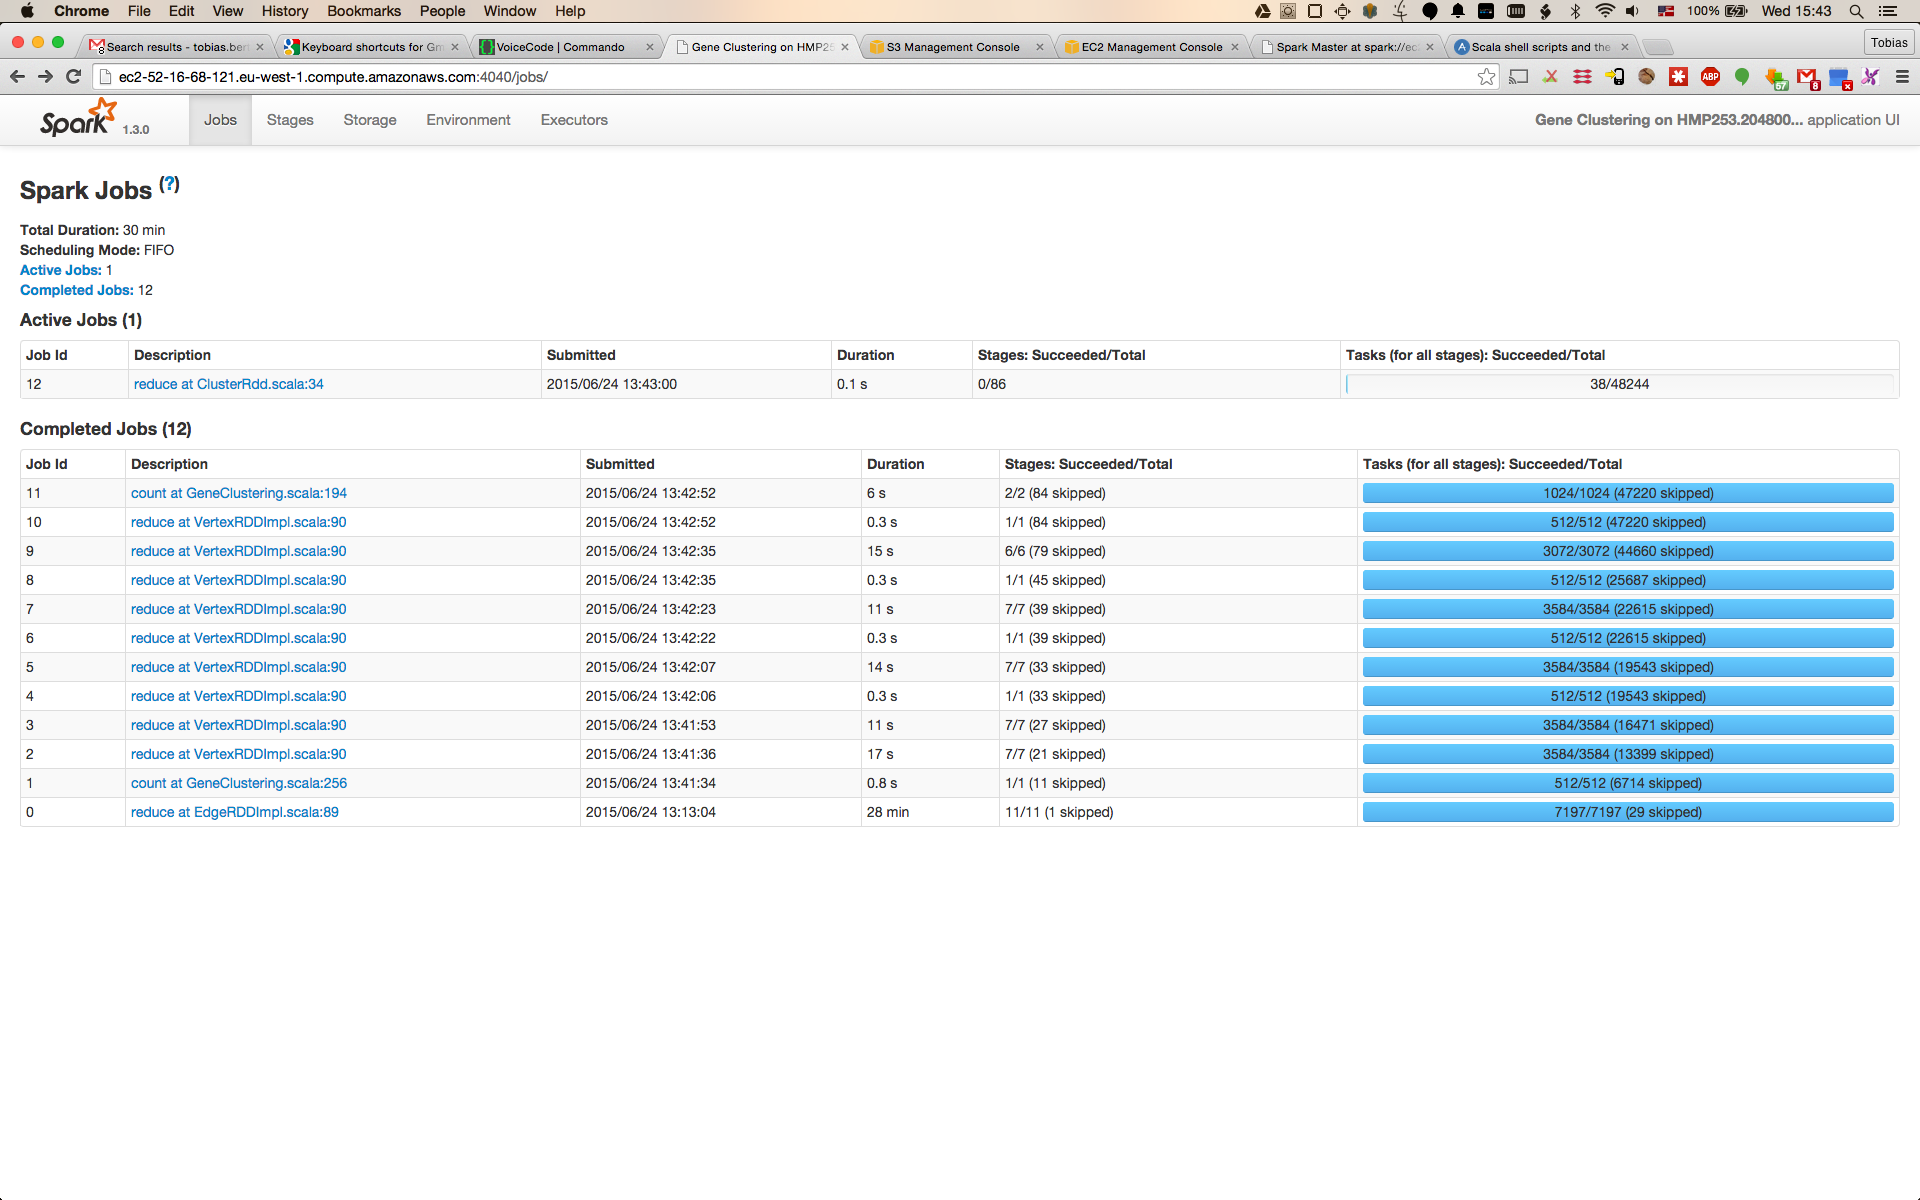 Chrome File Edit View History Bookmarks People Window Help 100% Wed 15:43
Search results - tobias.ber Keyboard shortcuts for Gm VoiceCode | Commando Gene Clustering on HMP25 S3 Management Console EC2 Management Console Spark Master at spark://ec Scala shell scripts and the Tobias
ec2-52-16-68-121.eu-west-1.compute.amazonaws.com:4040/jobs/ ABP 67 8
Spark 1.3.0 Jobs Stages Storage Environment Executors Gene Clustering on HMP253.204800... application UI
Spark Jobs (?)
Total Duration: 30 min
Scheduling Mode: FIFO
Active Jobs: 1
Completed Jobs: 12
Active Jobs (1)
Job Id Description Submitted Duration Stages: Succeeded/Total Tasks (for all stages): Succeeded/Total
12 reduce at ClusterRdd.scala:34 2015/06/24 13:43:00 0.1 s 0/86 38/48244
Completed Jobs (12)
Job Id Description Submitted Duration Stages: Succeeded/Total Tasks (for all stages): Succeeded/Total
11 count at GeneClustering.scala:194 2015/06/24 13:42:52 6 s 2/2 (84 skipped) 1024/1024 (47220 skipped)
10 reduce at VertexRDDImpl.scala:90 2015/06/24 13:42:52 0.3 s 1/1 (84 skipped) 512/512 (47220 skipped)
9 reduce at VertexRDDImpl.scala:90 2015/06/24 13:42:35 15 s 6/6 (79 skipped) 3072/3072 (44660 skipped)
8 reduce at VertexRDDImpl.scala:90 2015/06/24 13:42:35 0.3 s 1/1 (45 skipped) 512/512 (25687 skipped)
7 reduce at VertexRDDImpl.scala:90 2015/06/24 13:42:23 11 s 7/7 (39 skipped) 3584/3584 (22615 skipped)
6 reduce at VertexRDDImpl.scala:90 2015/06/24 13:42:22 0.3 s 1/1 (39 skipped) 512/512 (22615 skipped)
5 reduce at VertexRDDImpl.scala:90 2015/06/24 13:42:07 14 s 7/7 (33 skipped) 3584/3584 (19543 skipped)
4 reduce at VertexRDDImpl.scala:90 2015/06/24 13:42:06 0.3 s 1/1 (33 skipped) 512/512 (19543 skipped)
3 reduce at VertexRDDImpl.scala:90 2015/06/24 13:41:53 11 s 7/7 (27 skipped) 3584/3584 (16471 skipped)
2 reduce at VertexRDDImpl.scala:90 2015/06/24 13:41:36 17 s 7/7 (21 skipped) 3584/3584 (13399 skipped)
1 count at GeneClustering.scala:256 2015/06/24 13:41:34 0.8 s 1/1 (11 skipped) 512/512 (6714 skipped)
0 reduce at EdgeRDDImpl.scala:89 2015/06/24 13:13:04 28 min 11/11 (1 skipped) 7197/7197 (29 skipped)